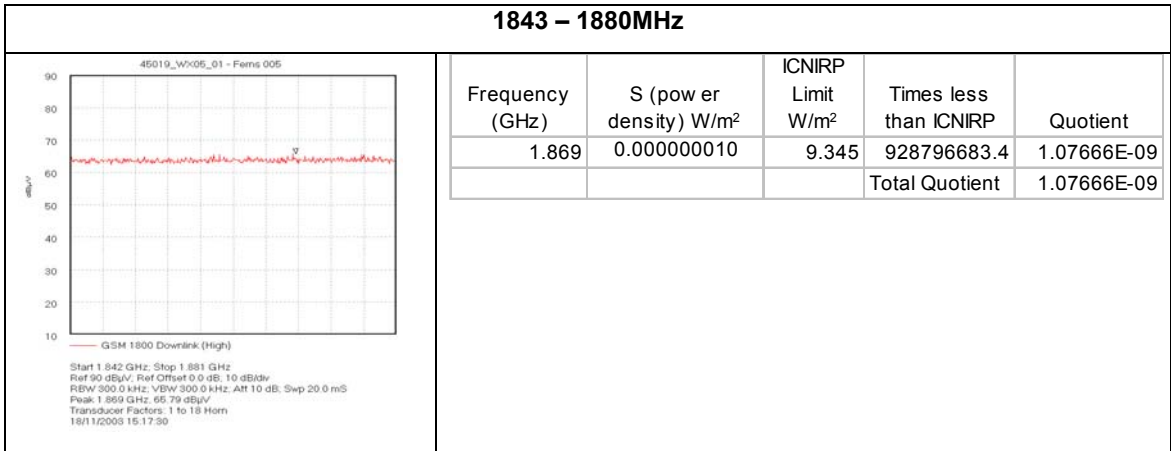 1843 – 1880MHz
45019_WX05_01 - Ferns 005
90
80
70
60
50
40
30
20
10
dBµV
GSM 1800 Downlink (High)
Start 1.842 GHz; Stop 1.881 GHz
Ref 90 dBµV; Ref Offset 0.0 dB; 10 dB/div
RBW 300.0 kHz; VBW 300.0 kHz; Att 10 dB; Swp 20.0 mS
Peak 1.869 GHz, 65.79 dBµV
Transducer Factors: 1 to 18 Horn
18/11/2003 15:17:30
Frequency (GHz) S (pow er density) W/m² ICNIRP Limit W/m² Times less than ICNIRP Quotient
1.869 0.000000010 9.345 928796683.4 1.07666E-09
Total Quotient 1.07666E-09